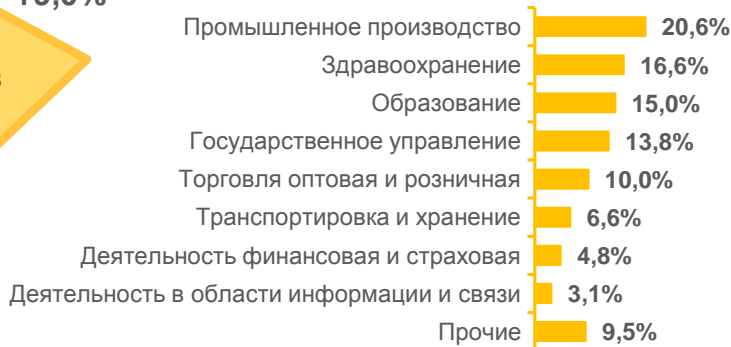 Промышленное производство 20,6%
Здравоохранение 16,6%
Образование 15,0%
Государственное управление 13,8%
Торговля оптовая и розничная 10,0%
Транспортировка и хранение 6,6%
Деятельность финансовая и страховая 4,8%
Деятельность в области информации и связи 3,1%
Прочие 9,5%